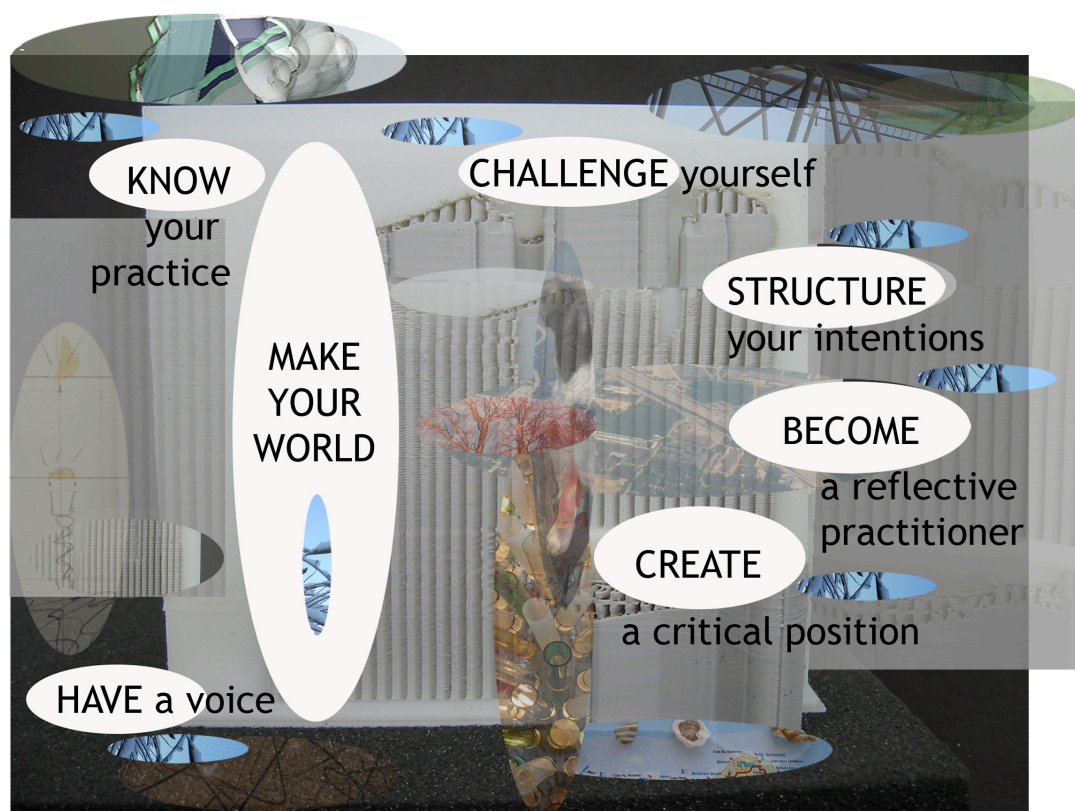 KNOW
your
practice
CHALLENGE yourself
STRUCTURE
your intentions
MAKE
YOUR
WORLD
BECOME
a reflective
practitioner
CREATE
a critical position
HAVE a voice